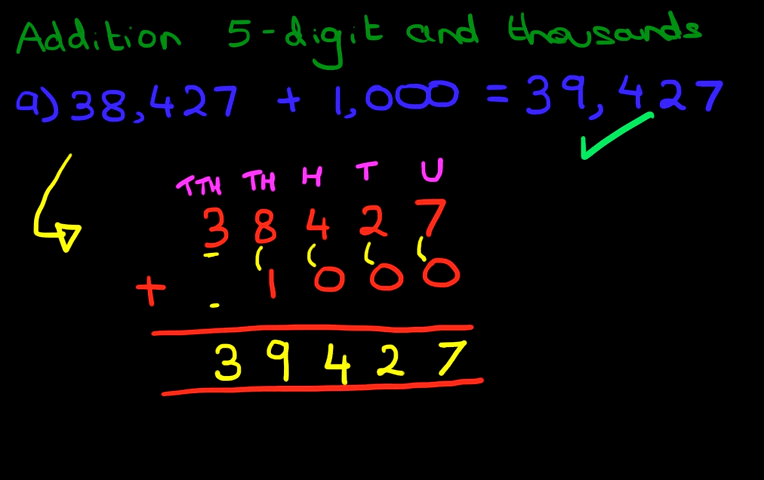 Addition 5-digit and thousands
a) 38,427 + 1,000 = 39,427
TTH TH H T U
3 8 4 2 7
+ 1 0 0 0
3 9 4 2 7